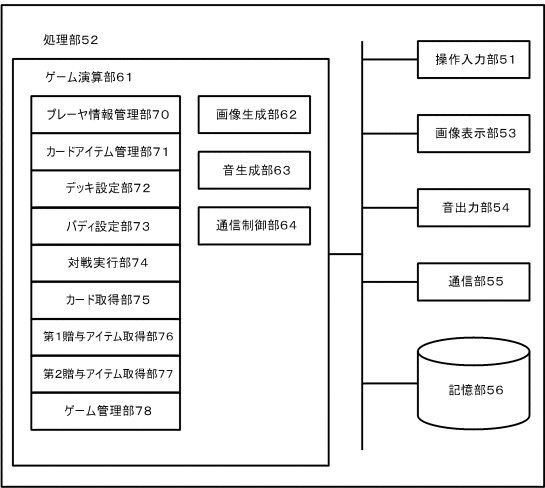 処理部52
ゲーム演算部61
プレーヤ情報管理部70
カードアイテム管理部71
デッキ設定部72
バディ設定部73
対戦実行部74
カード取得部75
第1贈与アイテム取得部76
第2贈与アイテム取得部77
ゲーム管理部78
画像生成部62
音生成部63
通信制御部64
操作入力部51
画像表示部53
音出力部54
通信部55
記憶部56